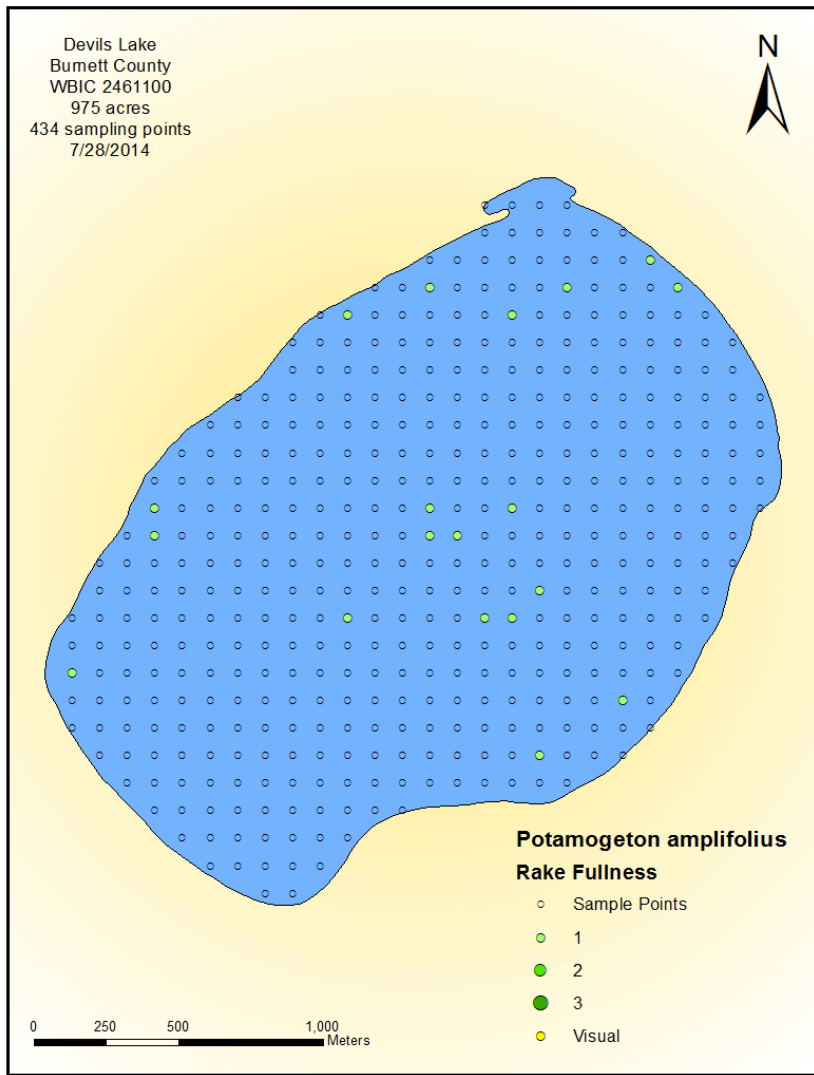 Devils Lake
Burnett County
WBIC 2461100
975 acres
434 sampling points
7/28/2014
N
Potamogeton amplifolius
Rake Fullness
Sample Points
1
2
3
Visual
0 250 500 1,000
Meters